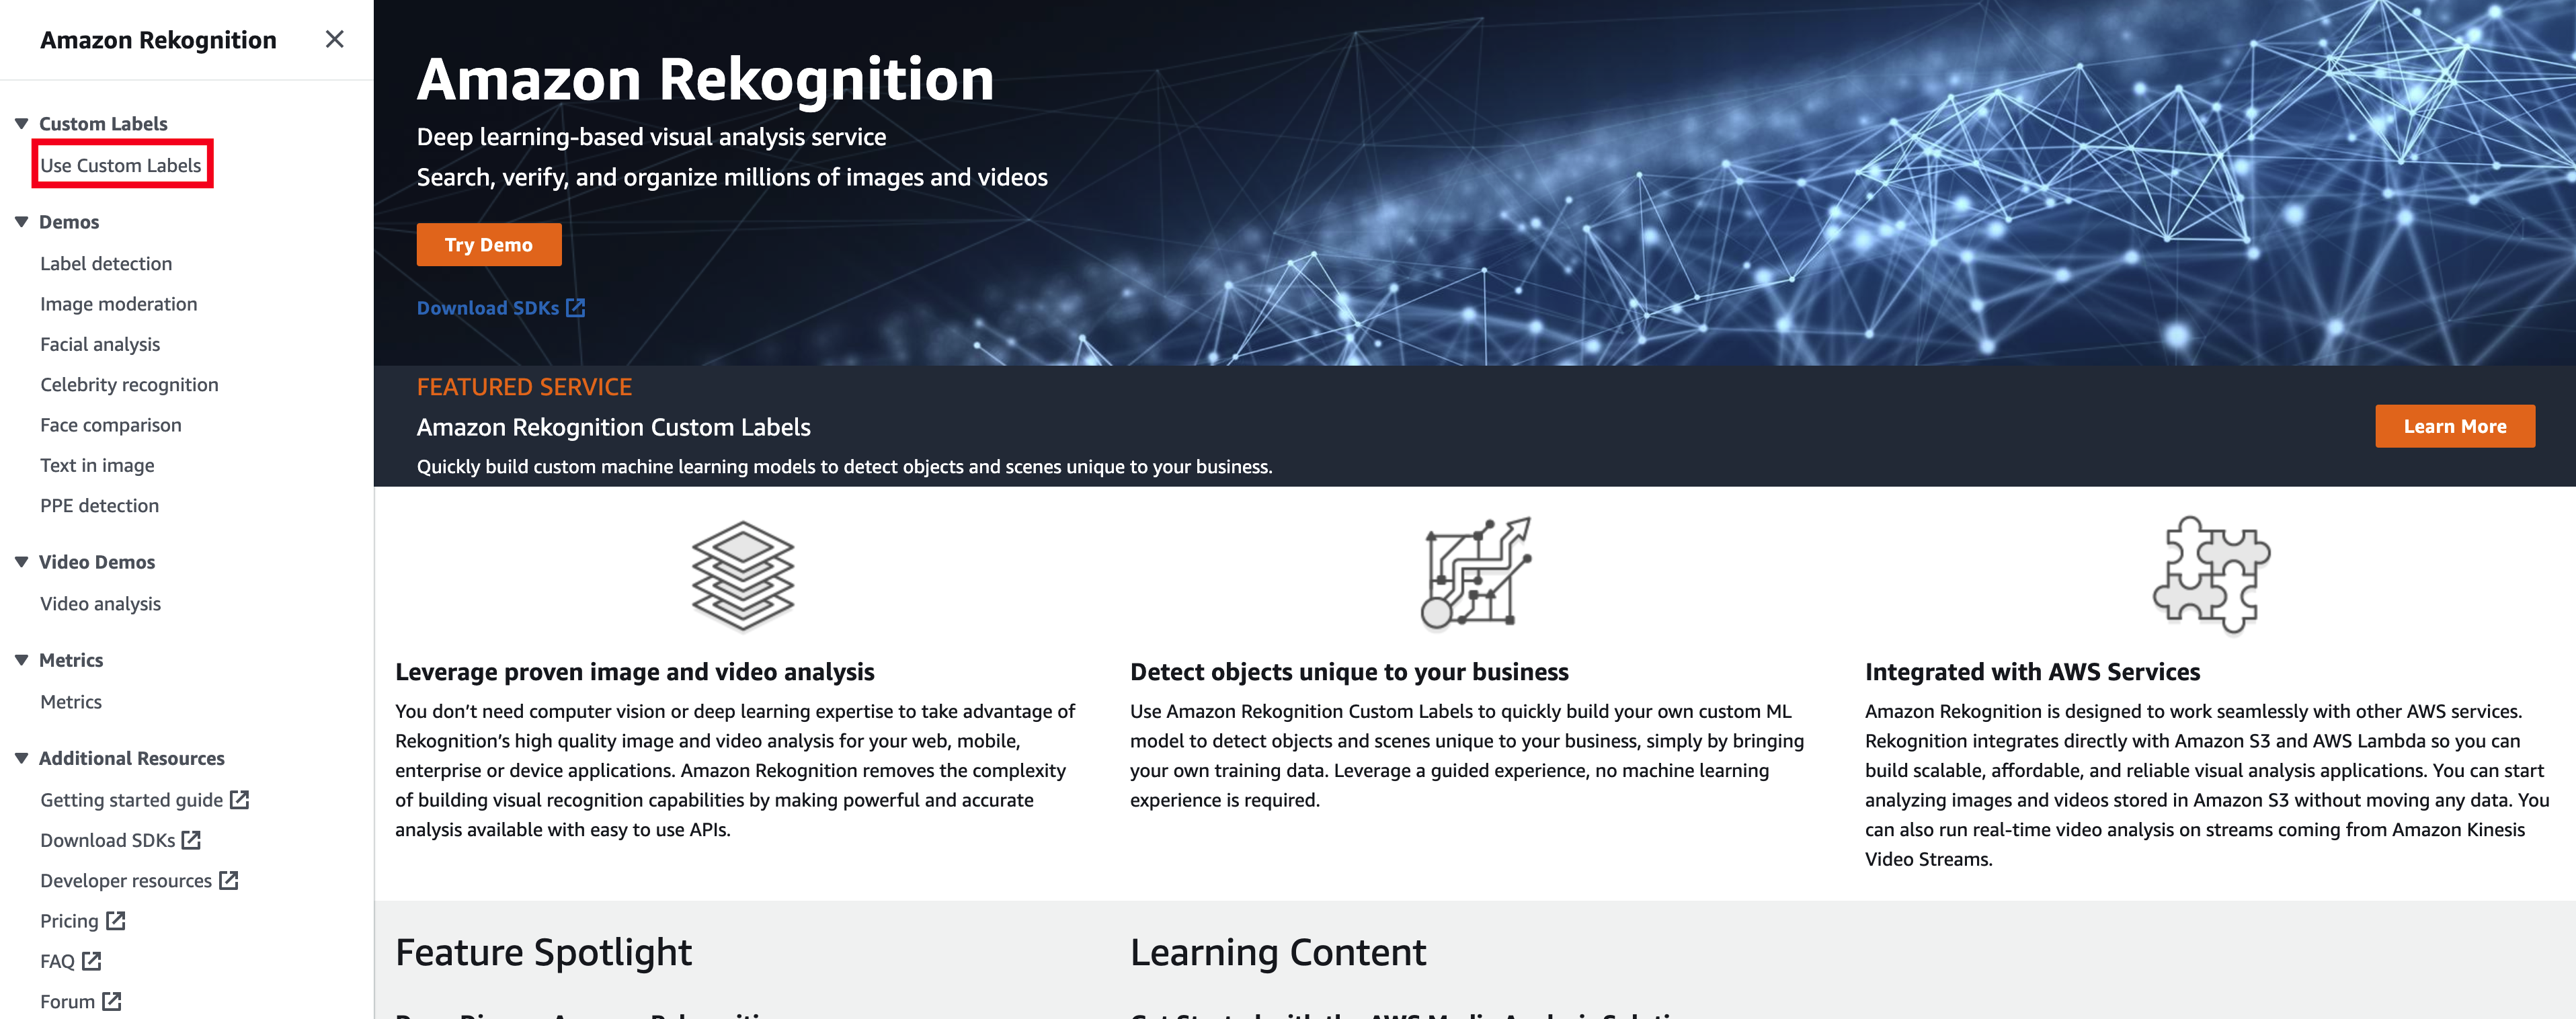 Amazon Rekognition
Custom Labels
Use Custom Labels
Demos
Label detection
Image moderation
Facial analysis
Celebrity recognition
Face comparison
Text in image
PPE detection
Video Demos
Video analysis
Metrics
Metrics
Additional Resources
Getting started guide
Download SDKs
Developer resources
Pricing
FAQ
Forum
Amazon Rekognition
Deep learning-based visual analysis service
Search, verify, and organize millions of images and videos
Try Demo
Download SDKs
FEATURED SERVICE
Amazon Rekognition Custom Labels
Quickly build custom machine learning models to detect objects and scenes unique to your business.
Learn More
Leverage proven image and video analysis
You don’t need computer vision or deep learning expertise to take advantage of
Rekognition’s high quality image and video analysis for your web, mobile,
enterprise or device applications. Amazon Rekognition removes the complexity
of building visual recognition capabilities by making powerful and accurate
analysis available with easy to use APIs.
Detect objects unique to your business
Use Amazon Rekognition Custom Labels to quickly build your own custom ML
model to detect objects and scenes unique to your business, simply by bringing
your own training data. Leverage a guided experience, no machine learning
experience is required.
Integrated with AWS Services
Amazon Rekognition is designed to work seamlessly with other AWS services.
Rekognition integrates directly with Amazon S3 and AWS Lambda so you can
build scalable, affordable, and reliable visual analysis applications. You can start
analyzing images and videos stored in Amazon S3 without moving any data. You
can also run real-time video analysis on streams coming from Amazon Kinesis
Video Streams.
Feature Spotlight
Learning Content